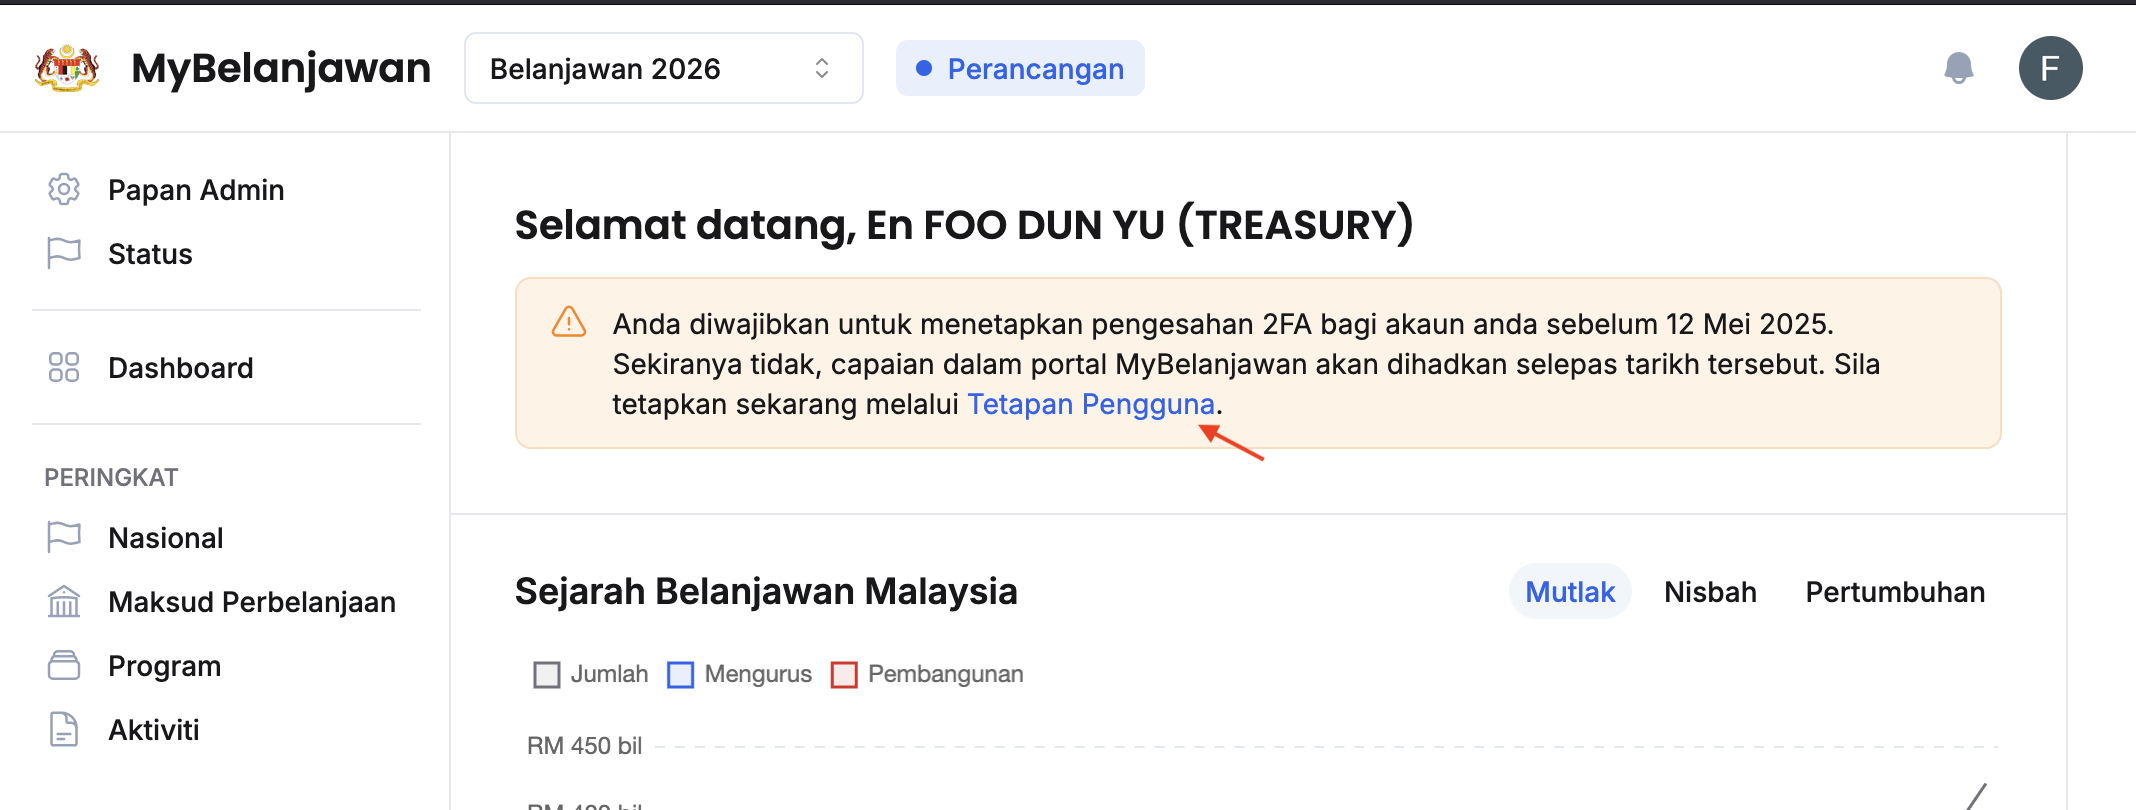 MyBelanjawan
Belanjawan 2026
Perancangan
F
Papan Admin
Status
Dashboard
PERINGKAT
Nasional
Maksud Perbelanjaan
Program
Aktiviti
Selamat datang, En FOO DUN YU (TREASURY)
Anda diwajibkan untuk menetapkan pengesahan 2FA bagi akaun anda sebelum 12 Mei 2025.
Sekiranya tidak, capaian dalam portal MyBelanjawan akan dihadkan selepas tarikh tersebut. Sila
tetapkan sekarang melalui Tetapan Pengguna.
Sejarah Belanjawan Malaysia
Mutlak Nisbah Pertumbuhan
Jumlah Mengurus Pembangunan
RM 450 bil